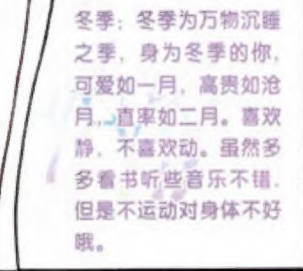 冬季：冬季为万物沉睡
之季，身为冬季的你，
可爱如一月，高贵如沧
月，直率如二月。喜欢
静，不喜欢动。虽然多
多看书听些音乐不错，
但是不运动对身体不好
哦。